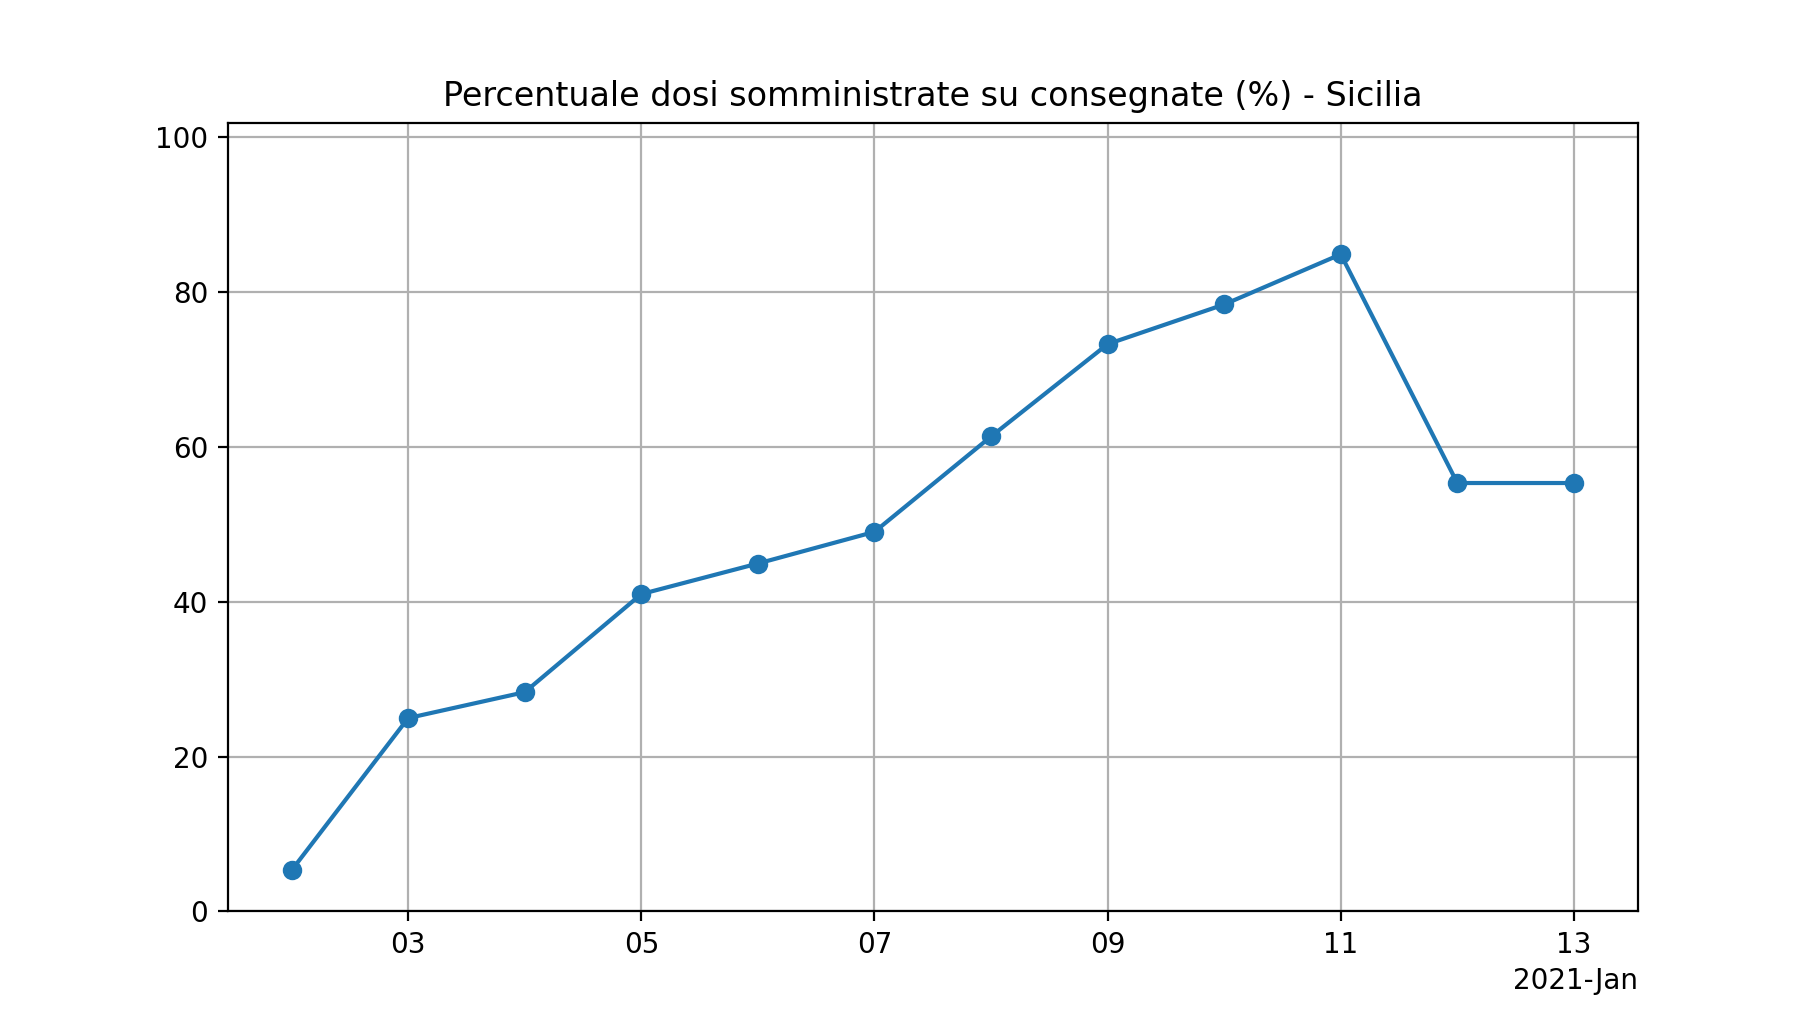 Percentuale dosi somministrate su consegnate (%) - Sicilia
100
80
60
40
20
0
03 05 07 09 11 13
2021-Jan